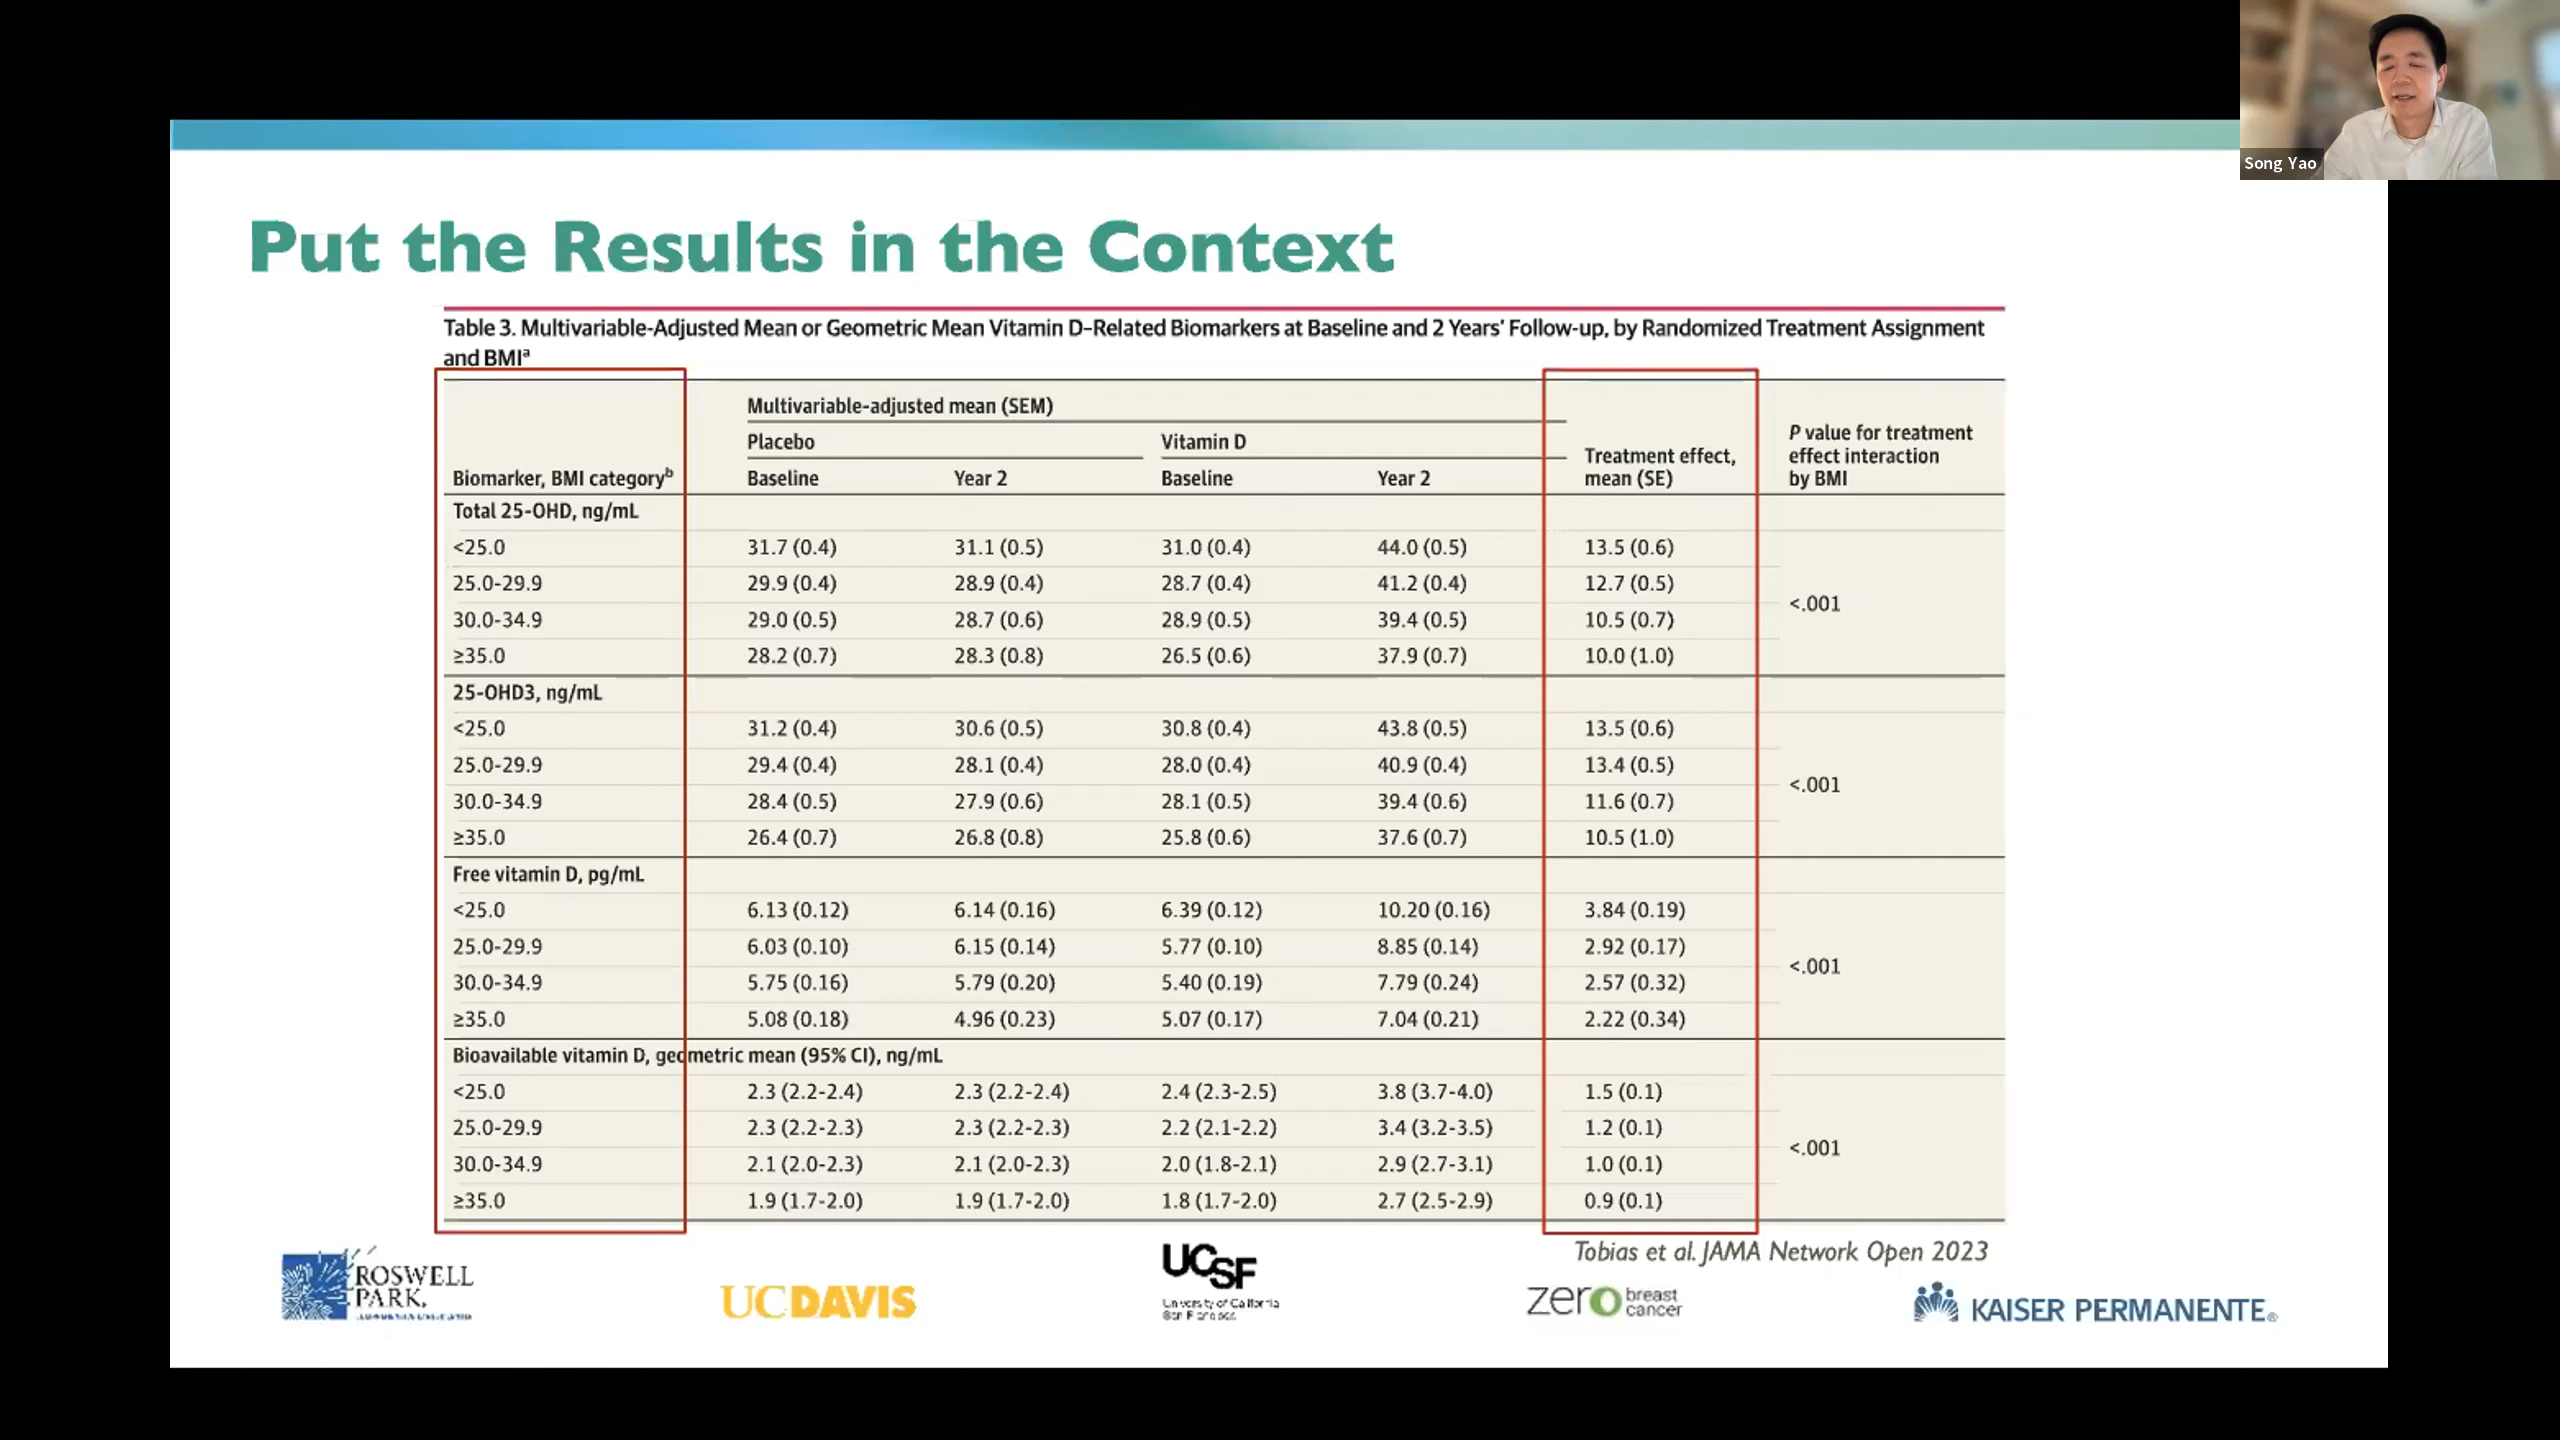 Song Yao
Put the Results in the Context
Table 3. Multivariable-Adjusted Mean or Geometric Mean Vitamin D–Related Biomarkers at Baseline and 2 Years' Follow-up, by Randomized Treatment Assignment
and BMIa
Multivariable-adjusted mean (SEM)
Placebo Vitamin D
Biomarker, BMI categoryb Baseline Year 2 Baseline Year 2 Treatment effect, mean (SE) P value for treatment effect interaction by BMI
Total 25-OHD, ng/mL
<25.0 31.7 (0.4) 31.1 (0.5) 31.0 (0.4) 44.0 (0.5) 13.5 (0.6)
25.0-29.9 29.9 (0.4) 28.9 (0.4) 28.7 (0.4) 41.2 (0.4) 12.7 (0.5)
<.001
30.0-34.9 29.0 (0.5) 28.7 (0.6) 28.9 (0.5) 39.4 (0.5) 10.5 (0.7)
≥35.0 28.2 (0.7) 28.3 (0.8) 26.5 (0.6) 37.9 (0.7) 10.0 (1.0)
25-OHD3, ng/mL
<25.0 31.2 (0.4) 30.6 (0.5) 30.8 (0.4) 43.8 (0.5) 13.5 (0.6)
25.0-29.9 29.4 (0.4) 28.1 (0.4) 28.0 (0.4) 40.9 (0.4) 13.4 (0.5)
<.001
30.0-34.9 28.4 (0.5) 27.9 (0.6) 28.1 (0.5) 39.4 (0.6) 11.6 (0.7)
≥35.0 26.4 (0.7) 26.8 (0.8) 25.8 (0.6) 37.6 (0.7) 10.5 (1.0)
Free vitamin D, pg/mL
<25.0 6.13 (0.12) 6.14 (0.16) 6.39 (0.12) 10.20 (0.16) 3.84 (0.19)
25.0-29.9 6.03 (0.10) 6.15 (0.14) 5.77 (0.10) 8.85 (0.14) 2.92 (0.17)
<.001
30.0-34.9 5.75 (0.16) 5.79 (0.20) 5.40 (0.19) 7.79 (0.24) 2.57 (0.32)
≥35.0 5.08 (0.18) 4.96 (0.23) 5.07 (0.17) 7.04 (0.21) 2.22 (0.34)
Bioavailable vitamin D, geometric mean (95% CI), ng/mL
<25.0 2.3 (2.2-2.4) 2.3 (2.2-2.4) 2.4 (2.3-2.5) 3.8 (3.7-4.0) 1.5 (0.1)
25.0-29.9 2.3 (2.2-2.3) 2.3 (2.2-2.3) 2.2 (2.1-2.2) 3.4 (3.2-3.5) 1.2 (0.1)
<.001
30.0-34.9 2.1 (2.0-2.3) 2.1 (2.0-2.3) 2.0 (1.8-2.1) 2.9 (2.7-3.1) 1.0 (0.1)
≥35.0 1.9 (1.7-2.0) 1.9 (1.7-2.0) 1.8 (1.7-2.0) 2.7 (2.5-2.9) 0.9 (0.1)
Tobias et al. JAMA Network Open 2023
ROSWELL
PARK.
UCDAVIS
UCSF
University of California
San Francisco
zero breast
cancer
KAISER PERMANENTE®